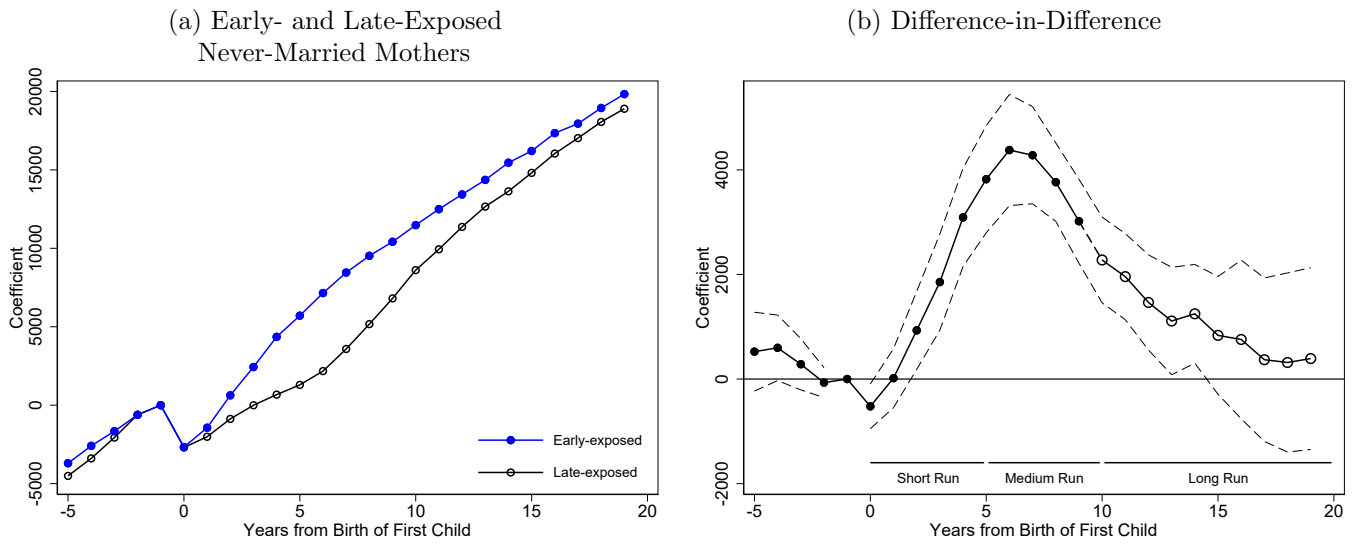 (a) Early- and Late-Exposed
Never-Married Mothers
Coefficient
20000
15000
10000
5000
0
-5000
-5 0 5 10 15 20
Years from Birth of First Child
Early-exposed
Late-exposed
(b) Difference-in-Difference
Coefficient
4000
2000
0
-2000
Short Run Medium Run Long Run
-5 0 5 10 15 20
Years from Birth of First Child